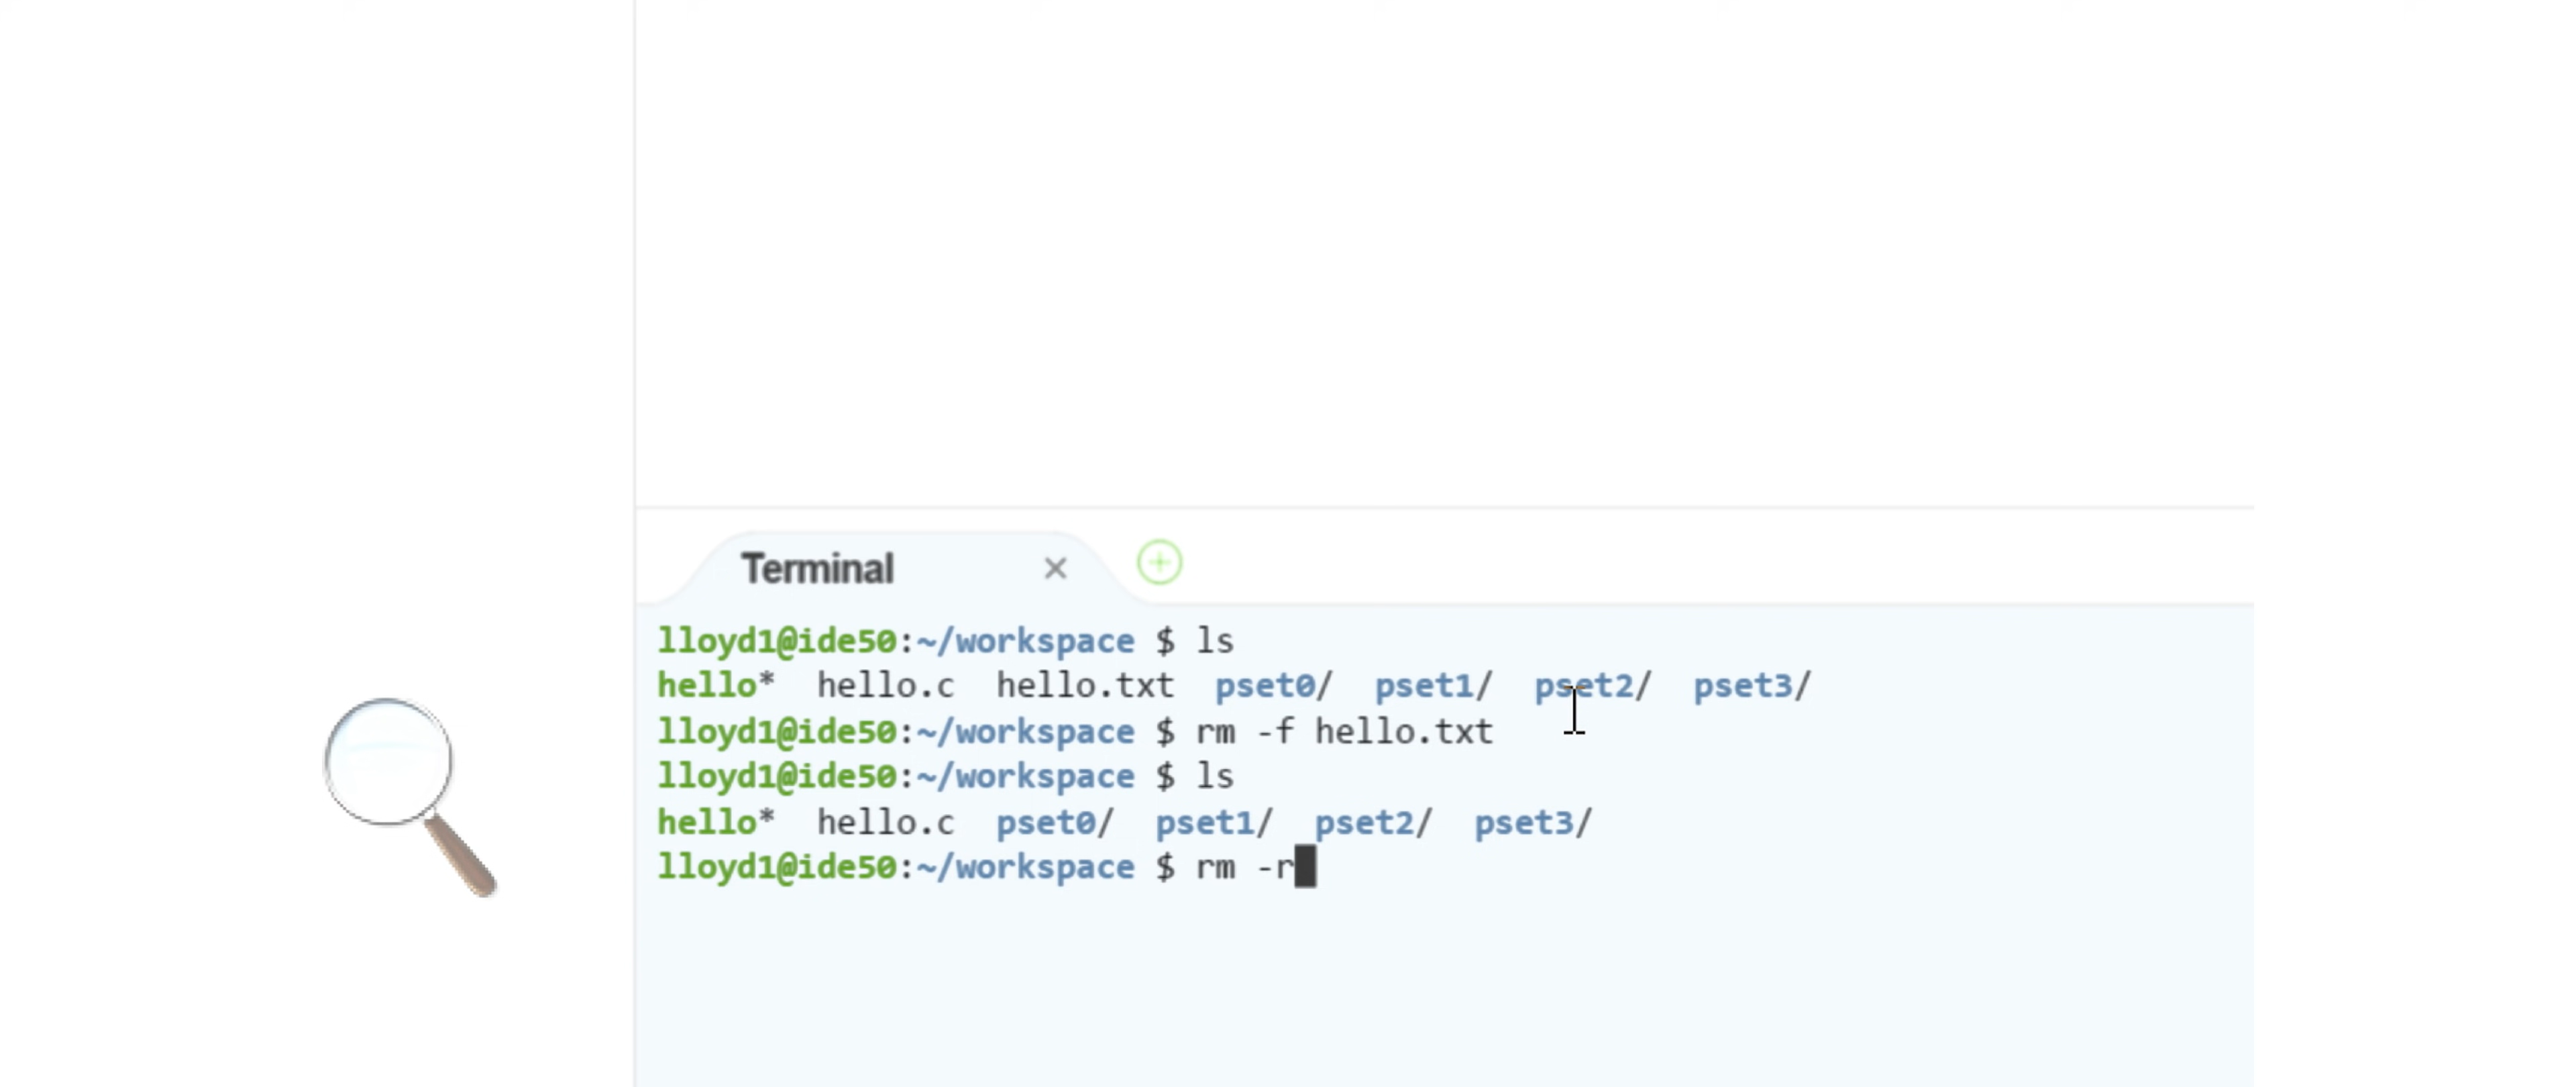 Terminal
lloyd1@ide50:~/workspace $ ls
hello*  hello.c  hello.txt  pset0/  pset1/  pset2/  pset3/
lloyd1@ide50:~/workspace $ rm -f hello.txt
lloyd1@ide50:~/workspace $ ls
hello*  hello.c  pset0/  pset1/  pset2/  pset3/
lloyd1@ide50:~/workspace $ rm -r